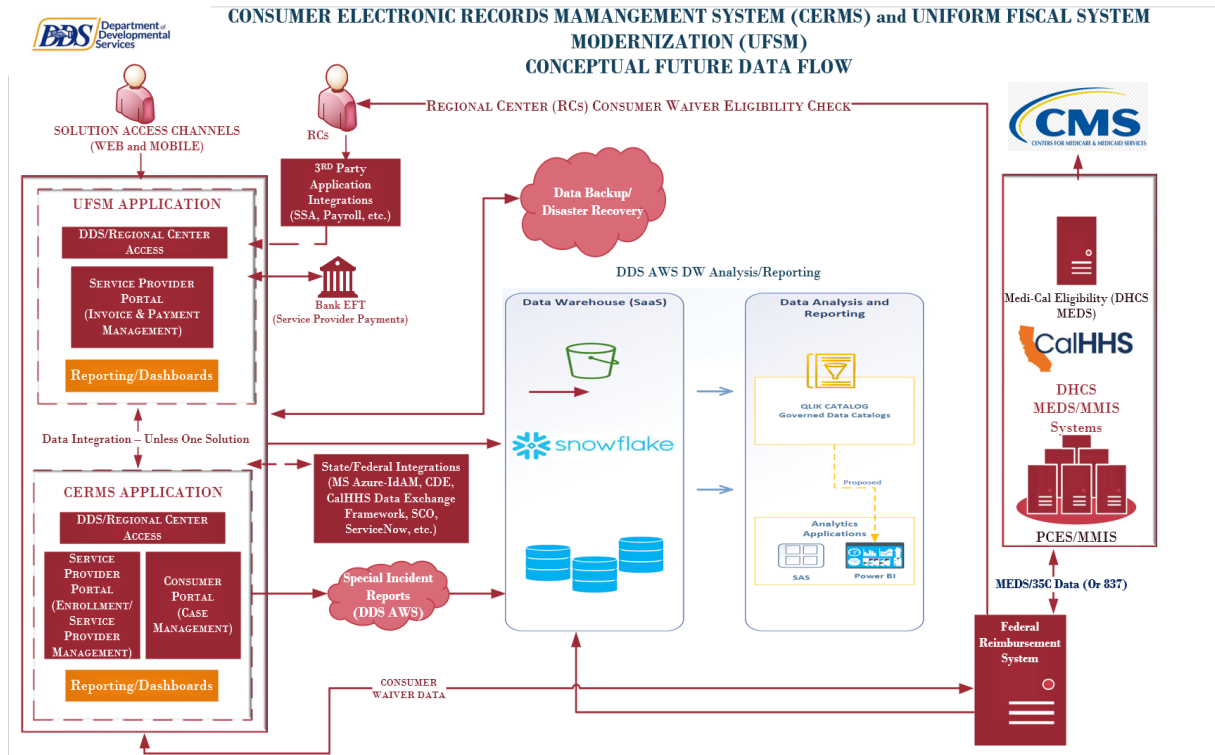 DDS Department of
Developmental
Services
CONSUMER ELECTRONIC RECORDS MAMANGEMENT SYSTEM (CERMS) and UNIFORM FISCAL SYSTEM
MODERNIZATION (UFSM)
CONCEPTUAL FUTURE DATA FLOW
SOLUTION ACCESS CHANNELS
(WEB and MOBILE)
RCs
REGIONAL CENTER (RCs) CONSUMER WAIVER ELIGIBILITY CHECK
CMS
CENTERS FOR MEDICARE & MEDICAID SERVICES
3RD Party
Application
Integrations
(SSA, Payroll, etc.)
UFSM APPLICATION
DDS/REGIONAL CENTER
ACCESS
SERVICE PROVIDER
PORTAL
(INVOICE & PAYMENT
MANAGEMENT)
Reporting/Dashboards
Bank EFT
(Service Provider Payments)
Data Backup/
Disaster Recovery
Data Integration – Unless One Solution
CERMS APPLICATION
DDS/REGIONAL CENTER
ACCESS
SERVICE
PROVIDER
PORTAL
(ENROLLMENT/
SERVICE
PROVIDER
MANAGEMENT)
CONSUMER
PORTAL
(CASE
MANAGEMENT)
Reporting/Dashboards
State/Federal Integrations
(MS Azure-IdAM, CDE,
CalHHS Data Exchange
Framework, SCO,
ServiceNow, etc.)
Special Incident
Reports
(DDS AWS)
DDS AWS DW Analysis/Reporting
Data Warehouse (SaaS)
snowflake
Data Analysis and
Reporting
QLIK CATALOG
Governed Data Catalogs
Proposed
Analytics
Applications
SAS
Power BI
Medi-Cal Eligibility (DHCS
MEDS)
CalHHS
DHCS
MEDS/MMIS
Systems
PCES/MMIS
MEDS/35C Data (Or 837)
Federal
Reimbursement
System
CONSUMER
WAIVER DATA